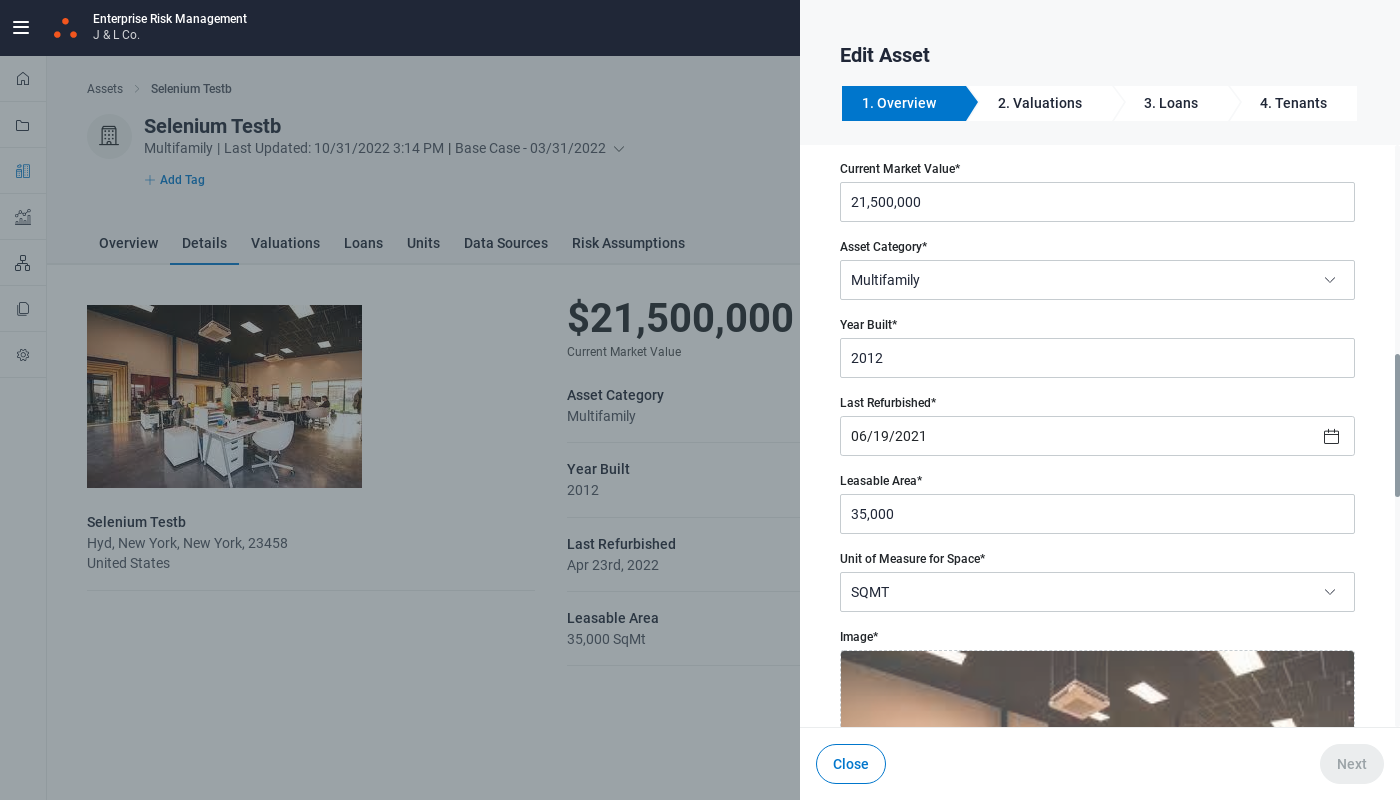 Enterprise Risk Management
J & L Co.
Assets > Selenium Testb
Selenium Testb
Multifamily | Last Updated: 10/31/2022 3:14 PM | Base Case - 03/31/2022
+ Add Tag
Overview Details Valuations Loans Units Data Sources Risk Assumptions
Selenium Testb
Hyd, New York, New York, 23458
United States
$21,500,000
Current Market Value
Asset Category
Multifamily
Year Built
2012
Last Refurbished
Apr 23rd, 2022
Leasable Area
35,000 SqMt
Edit Asset
1. Overview 2. Valuations 3. Loans 4. Tenants
Current Market Value*
21,500,000
Asset Category*
Multifamily
Year Built*
2012
Last Refurbished*
06/19/2021
Leasable Area*
35,000
Unit of Measure for Space*
SQMT
Image*
Close Next